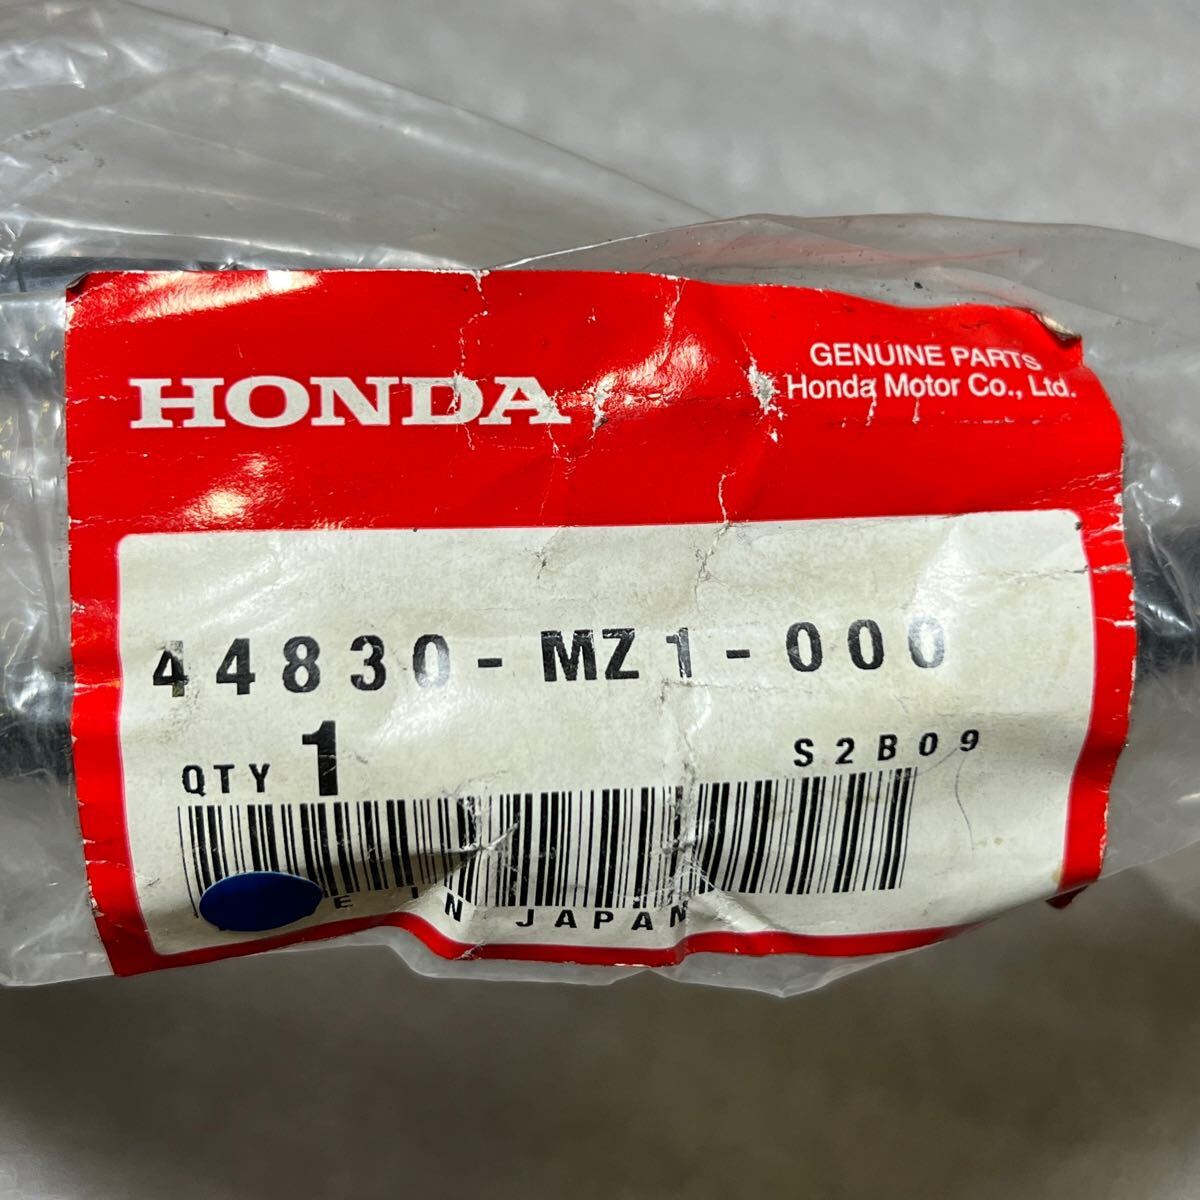 HONDA
GENUINE PARTS
Honda Motor Co., Ltd.
44830-MZ1-000
QTY 1
S2B09
IN JAPAN